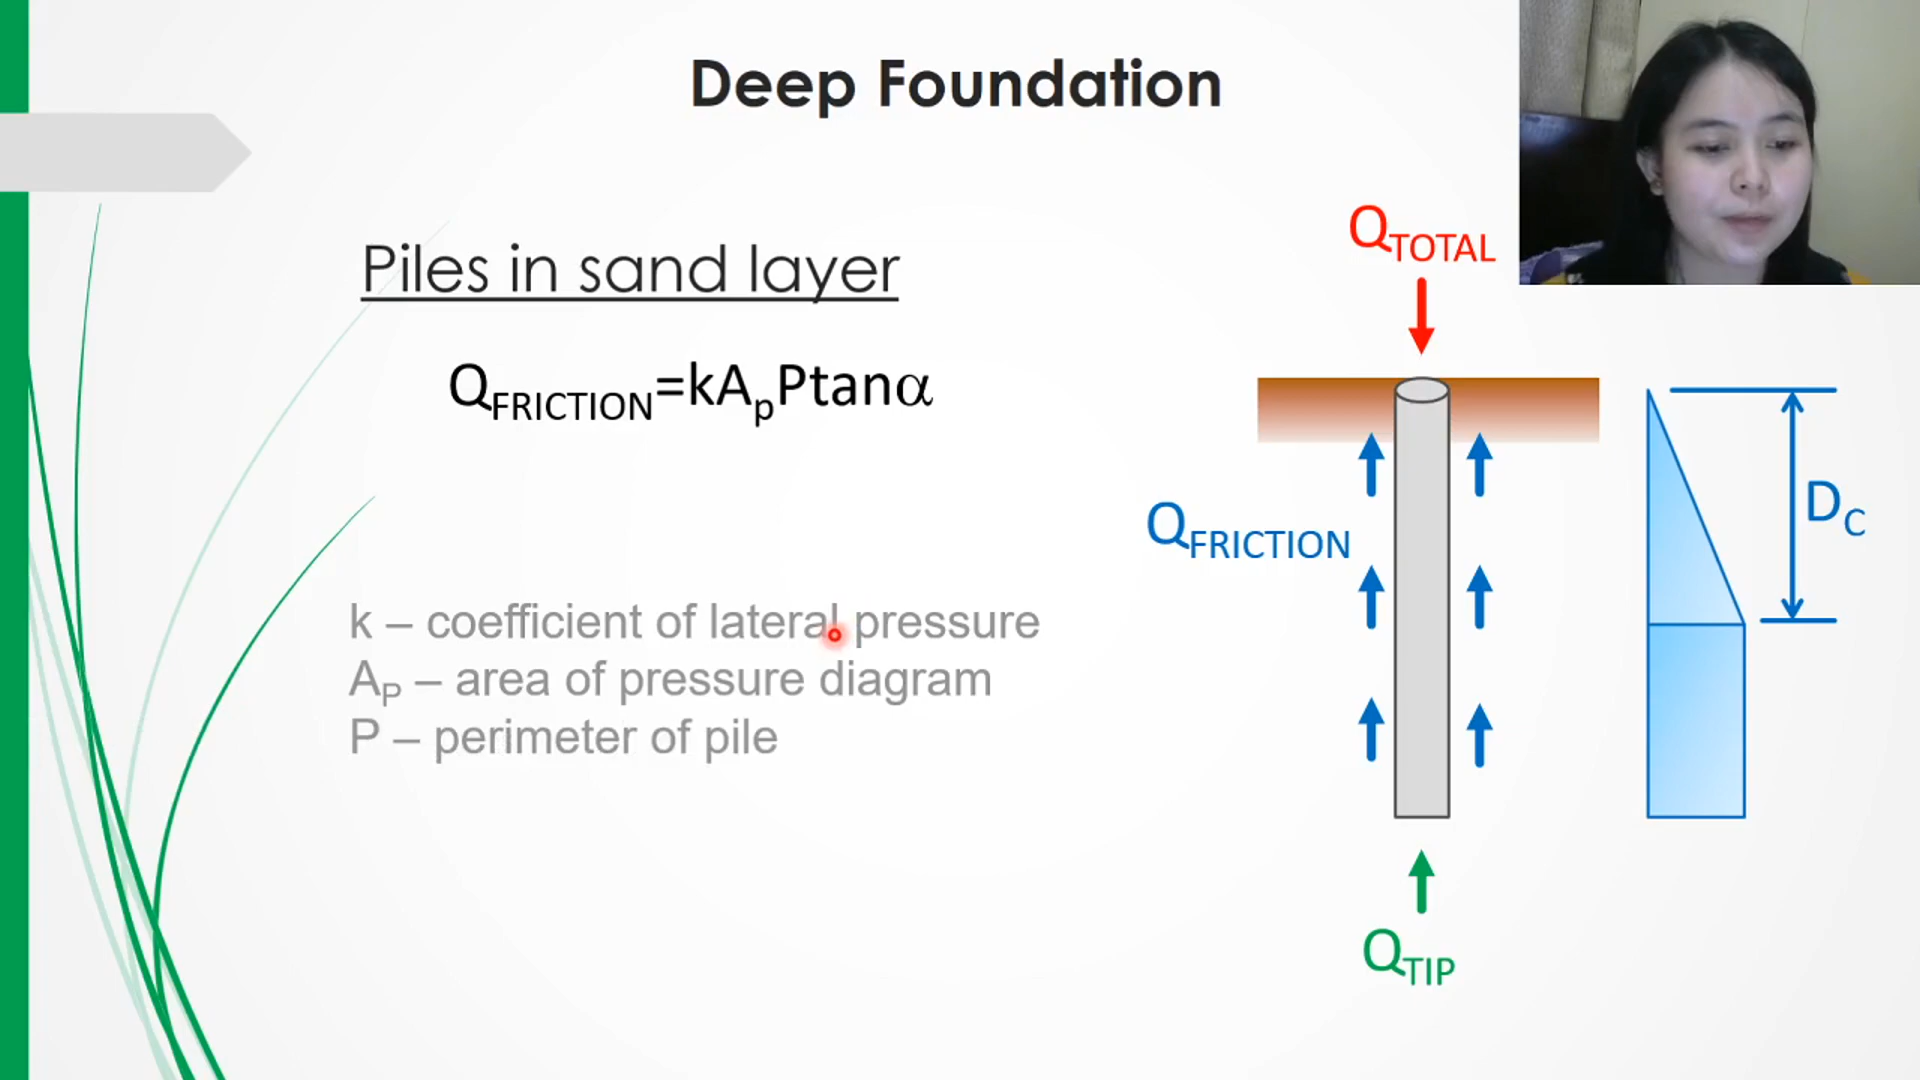 Deep Foundation
Piles in sand layer
Q_FRICTION=kA_pPtanα
k – coefficient of lateral pressure
A_P – area of pressure diagram
P – perimeter of pile
Q_TOTAL
Q_FRICTION
D_C
Q_TIP